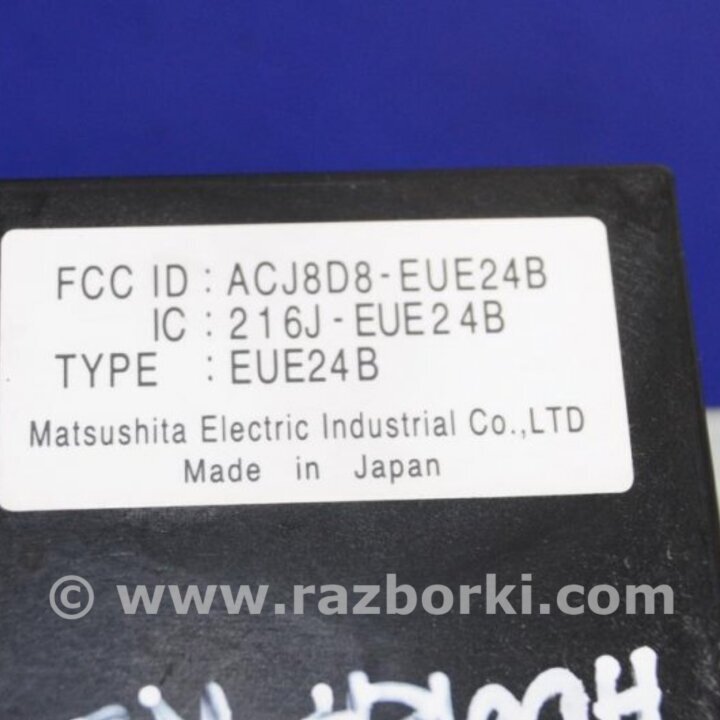 FCC ID : ACJ8D8-EUE24B
IC : 216J-EUE24B
TYPE : EUE24B
Matsushita Electric Industrial Co.,LTD
Made in Japan
© www.razborki.com